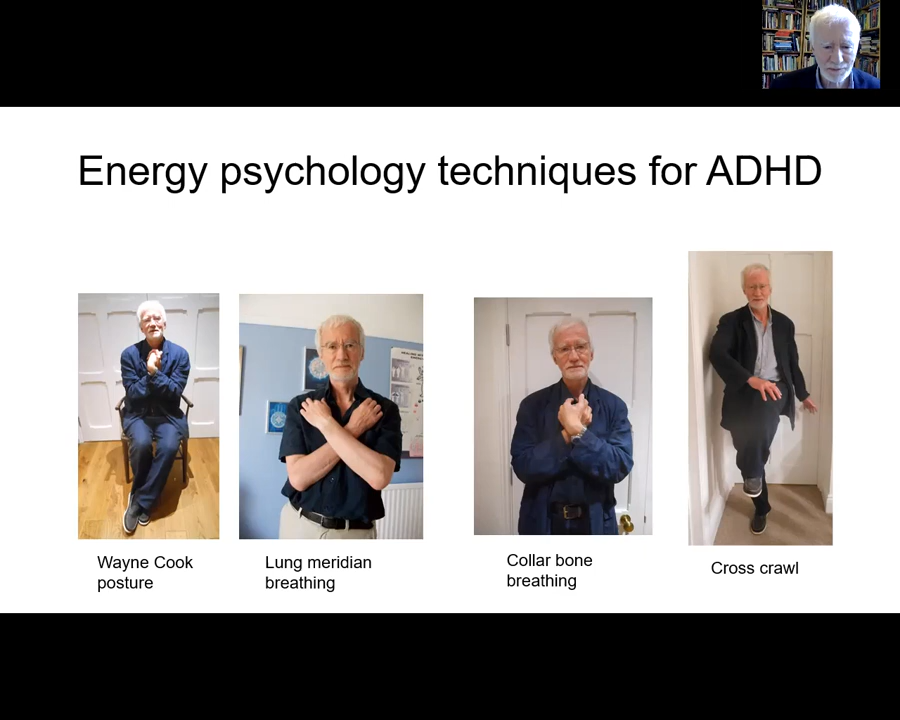 Energy psychology techniques for ADHD
Wayne Cook
posture
Lung meridian
breathing
Collar bone
breathing
Cross crawl